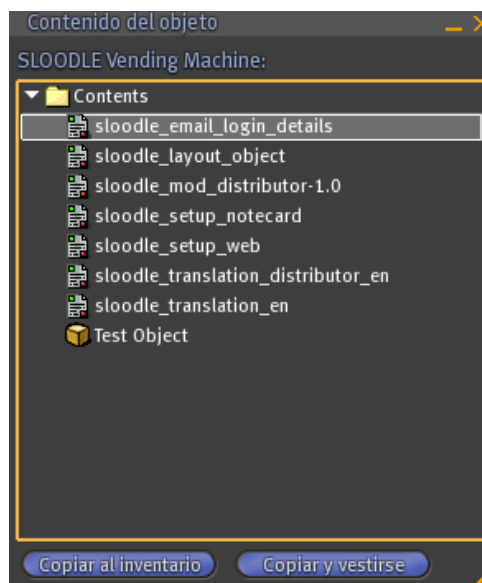 Contenido del objeto
SLOODLE Vending Machine:
Contents
sloodle_email_login_details
sloodle_layout_object
sloodle_mod_distributor-1.0
sloodle_setup_notecard
sloodle_setup_web
sloodle_translation_distributor_en
sloodle_translation_en
Test Object
Copiar al inventario Copiar y vestirse